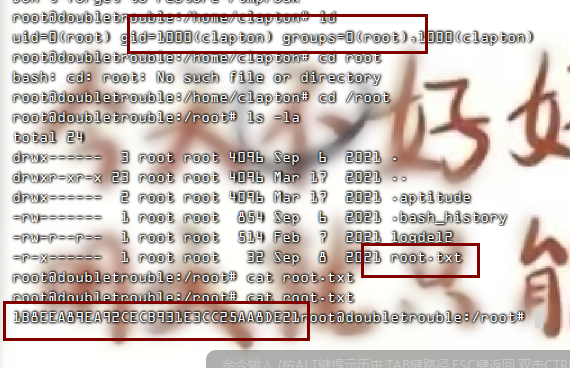 root@doubletrouble:/home/clapton# id
uid=0(root) gid=1000(clapton) groups=0(root),1000(clapton)
root@doubletrouble:/home/clapton# cd root
bash: cd: root: No such file or directory
root@doubletrouble:/home/clapton# cd /root
root@doubletrouble:/root# ls -la
total 24
drwx------  3 root root 4096 Sep  6  2021 .
drwxr-xr-x 23 root root 4096 Mar 17  2021 ..
drwx------  2 root root 4096 Mar 17  2021 .aptitude
-rw-------  1 root root  854 Sep  6  2021 .bash_history
-rw-r--r--  1 root root  514 Feb  7  2021 logdel2
-r-x------  1 root root   32 Sep  8  2021 root.txt
root@doubletrouble:/root# cat root.txt
root@doubletrouble:/root# cat root.txt
1B8EEA89EA92CECB931E3CC25AA8DE21root@doubletrouble:/root#
命令输入 (按ALT键提示历史,TAB键路径,ESC键返回,双击CTR